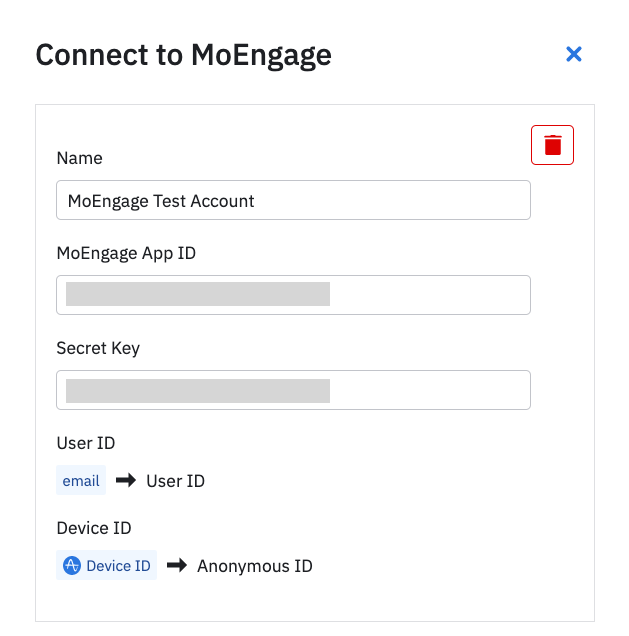 Connect to MoEngage
Name
MoEngage Test Account
MoEngage App ID
Secret Key
User ID
email User ID
Device ID
Device ID Anonymous ID